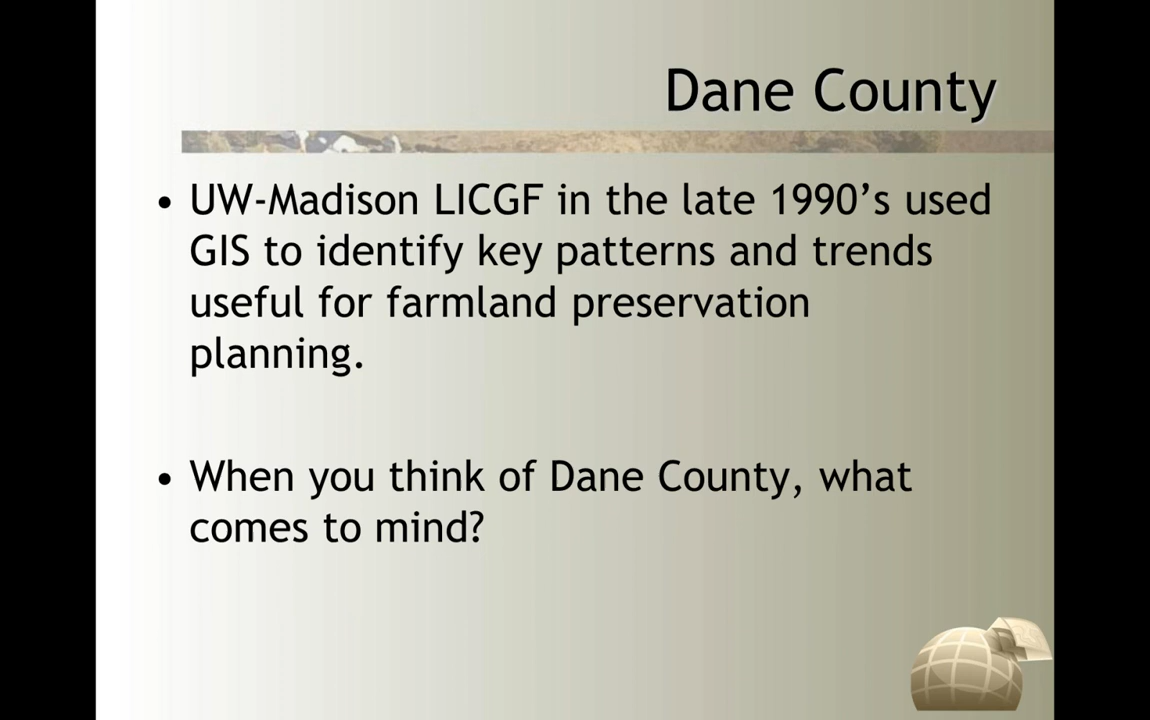 Dane County
• UW-Madison LICGF in the late 1990’s used
GIS to identify key patterns and trends
useful for farmland preservation
planning.
• When you think of Dane County, what
comes to mind?